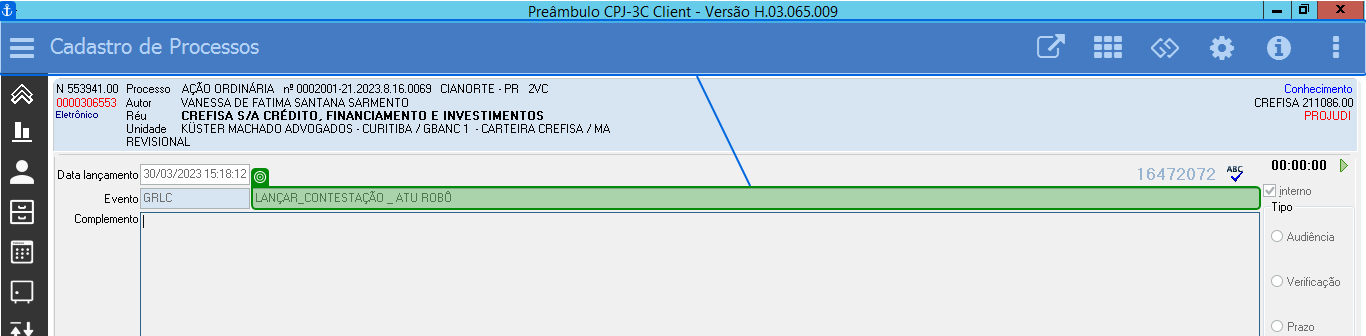 Preâmbulo CPJ-3C Client - Versão H.03.065.009
Cadastro de Processos
N 553941.00 Processo AÇÃO ORDINÁRIA nº 0002001-21.2023.8.16.0069 CIANORTE - PR 2VC Conhecimento
0000306553 Autor VANESSA DE FATIMA SANTANA SARMENTO CREFISA 211086.00
Eletrônico Réu CREFISA S/A CRÉDITO, FINANCIAMENTO E INVESTIMENTOS PROJUDI
Unidade KÜSTER MACHADO ADVOGADOS - CURITIBA / GBANC 1 - CARTEIRA CREFISA / MA
REVISIONAL
Data lançamento 30/03/2023 15:18:12 16472072 ABC 00:00:00
Evento GRLC LANÇAR_CONTESTAÇÃO _ ATU ROBÔ interno
Complemento Tipo
Audiência
Verificação
Prazo